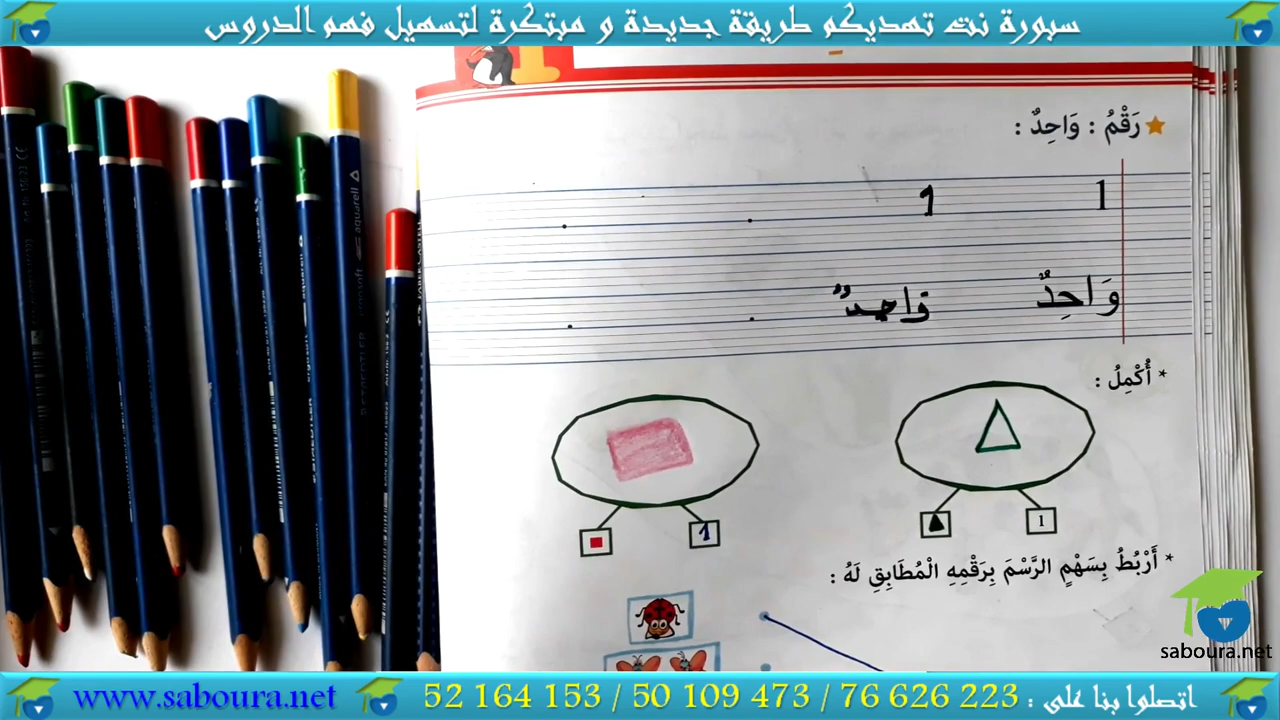 سبورة نت تهديكم طريقة جديدة و مبتكرة لتسهيل فهم الدروس
1
رَقْمُ : وَاحِدٌ :
1 1
وَاحِدٌ وَاحِدٌ
* أُكْمِلُ :
1
1
* أَرْبُطُ بِسَهْمٍ الرَّسْمَ بِرَقْمِهِ الْمُطَابِقِ لَهُ :
saboura.net
اتصلوا بنا على : 52 164 153 / 50 109 473 / 76 626 223
www.saboura.net